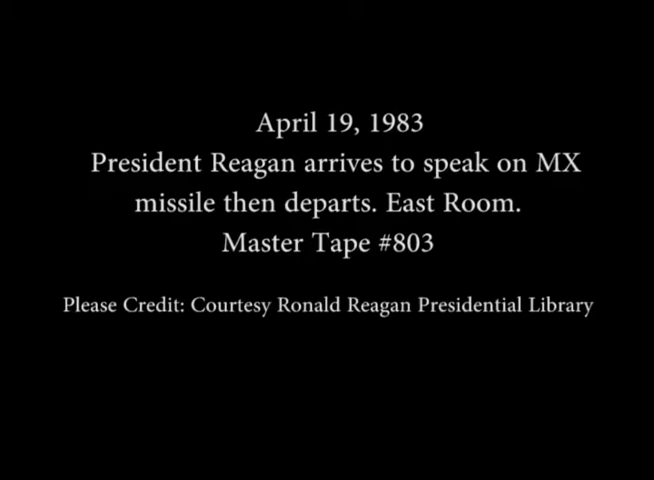 April 19, 1983
President Reagan arrives to speak on MX
missile then departs. East Room.
Master Tape #803
Please Credit: Courtesy Ronald Reagan Presidential Library